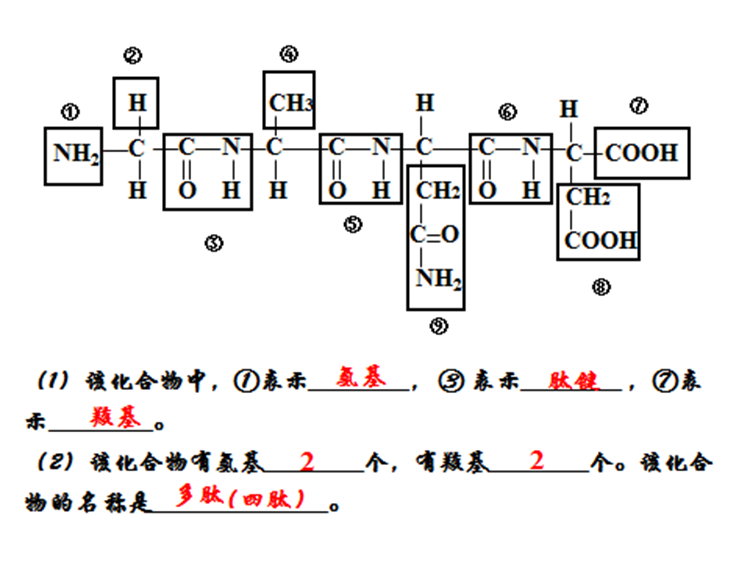 ② ④
① H CH3 H ⑥ H ⑦
NH2 C C N C C N C C N C COOH
H O H H O H CH2 O H CH2
③ ⑤ C=O COOH
NH2 ⑧
⑨
(1) 该化合物中，①表示氨基，③表示肽键，⑦表
示羧基。
(2) 该化合物有氨基2个，有羧基2个。该化合
物的名称是多肽(四肽)。